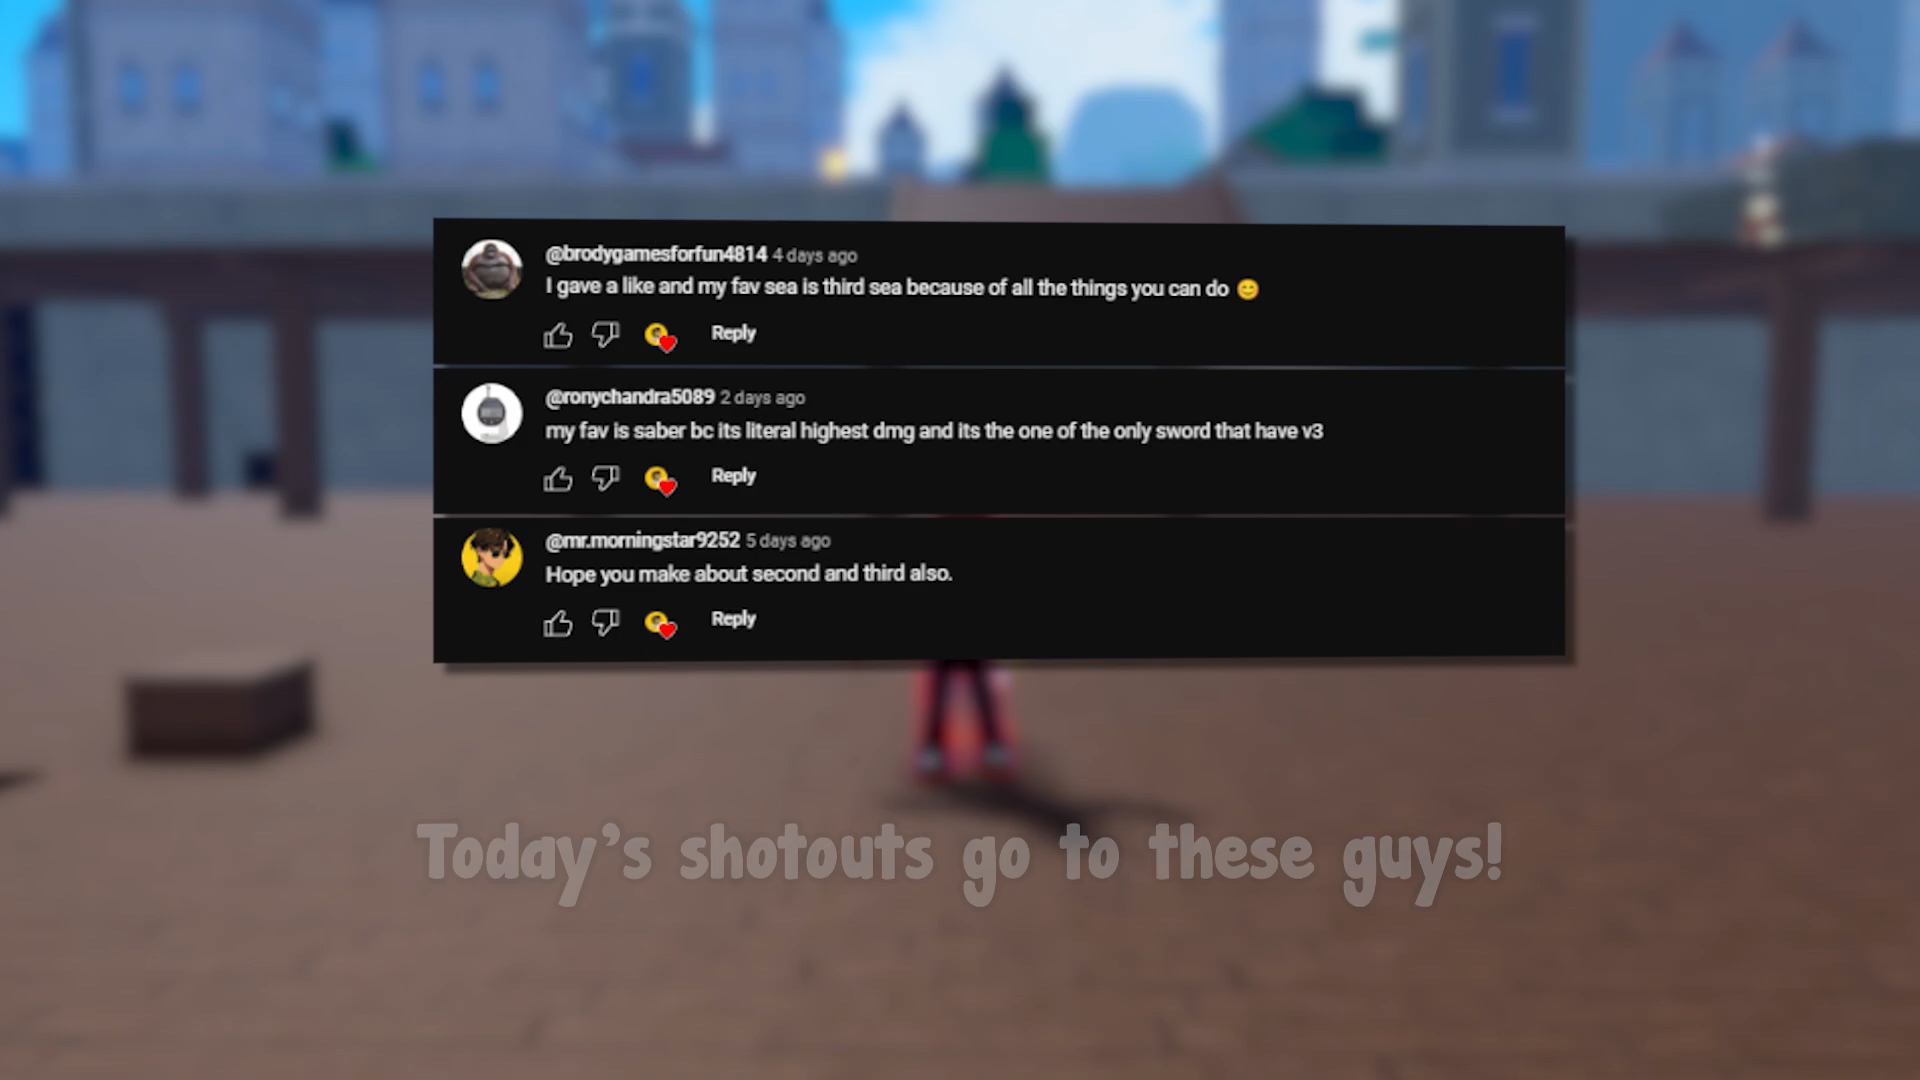 @brodygamesforfun4814 4 days ago
I gave a like and my fav sea is third sea because of all the things you can do 😊
Reply
@ronychandra5089 2 days ago
my fav is saber bc its literal highest dmg and its the one of the only sword that have v3
Reply
@mr.morningstar9252 5 days ago
Hope you make about second and third also.
Reply
Today's shotouts go to these guys!